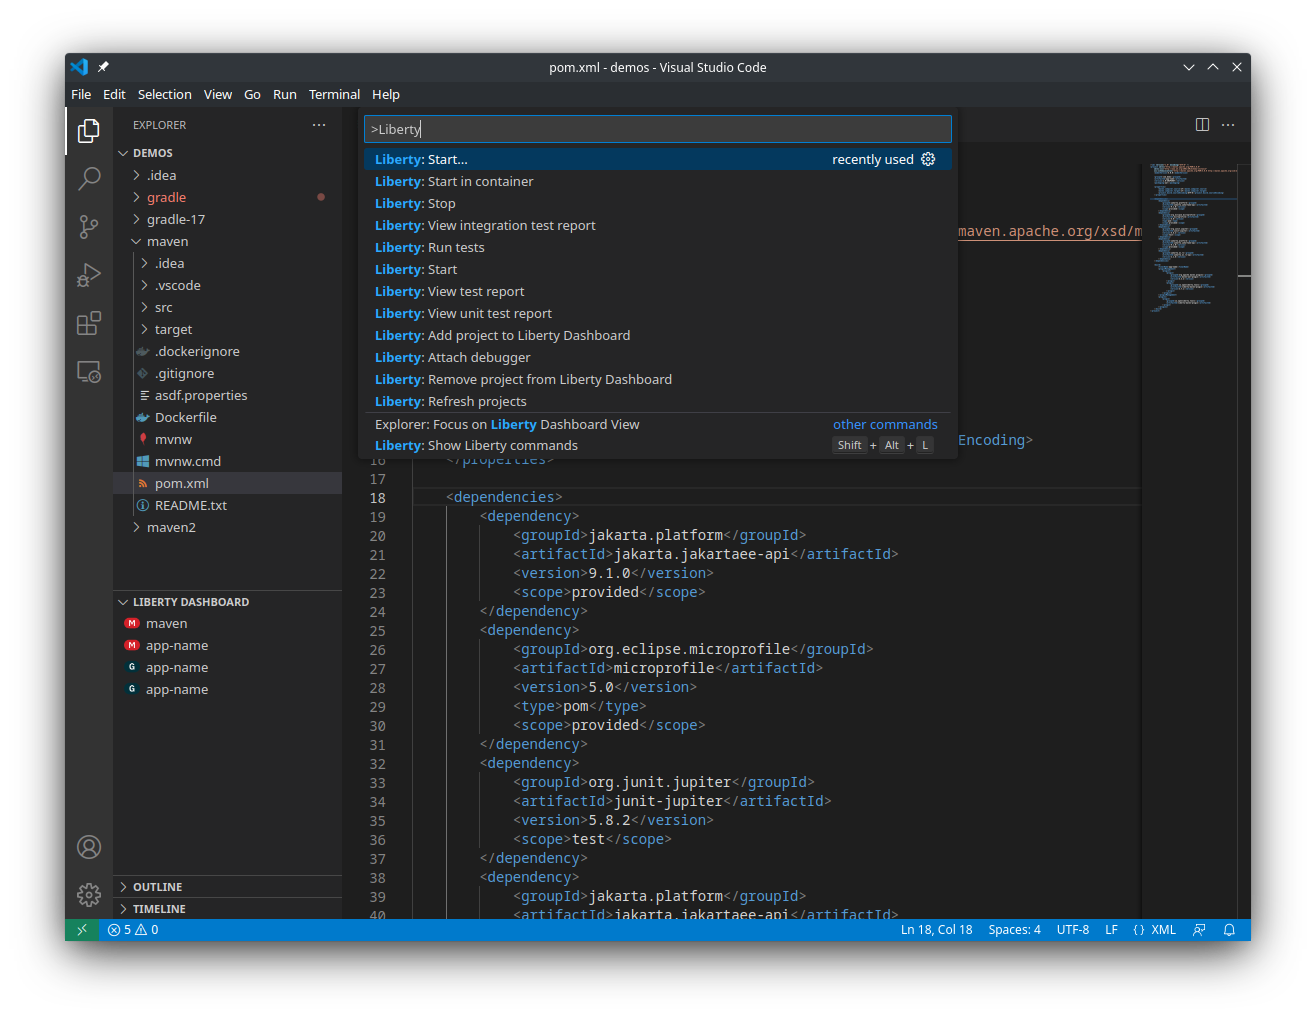 pom.xml - demos - Visual Studio Code
File Edit Selection View Go Run Terminal Help
EXPLORER
DEMOS
.idea
gradle
gradle-17
maven
.idea
.vscode
src
target
.dockerignore
.gitignore
asdf.properties
Dockerfile
mvnw
mvnw.cmd
pom.xml
README.txt
maven2
LIBERTY DASHBOARD
M maven
M app-name
G app-name
G app-name
OUTLINE
TIMELINE
>Liberty
Liberty: Start... recently used
Liberty: Start in container
Liberty: Stop
Liberty: View integration test report
Liberty: Run tests
Liberty: Start
Liberty: View test report
Liberty: View unit test report
Liberty: Add project to Liberty Dashboard
Liberty: Attach debugger
Liberty: Remove project from Liberty Dashboard
Liberty: Refresh projects
Explorer: Focus on Liberty Dashboard View other commands
Liberty: Show Liberty commands Shift + Alt + L
maven.apache.org/xsd/m
Encoding>
16 </properties>
17
18 <dependencies>
19 <dependency>
20 <groupId>jakarta.platform</groupId>
21 <artifactId>jakarta.jakartaee-api</artifactId>
22 <version>9.1.0</version>
23 <scope>provided</scope>
24 </dependency>
25 <dependency>
26 <groupId>org.eclipse.microprofile</groupId>
27 <artifactId>microprofile</artifactId>
28 <version>5.0</version>
29 <type>pom</type>
30 <scope>provided</scope>
31 </dependency>
32 <dependency>
33 <groupId>org.junit.jupiter</groupId>
34 <artifactId>junit-jupiter</artifactId>
35 <version>5.8.2</version>
36 <scope>test</scope>
37 </dependency>
38 <dependency>
39 <groupId>jakarta.platform</groupId>
40 <artifactId>jakarta.jakartaee-api</artifactId>
5 0 Ln 18, Col 18 Spaces: 4 UTF-8 LF {} XML